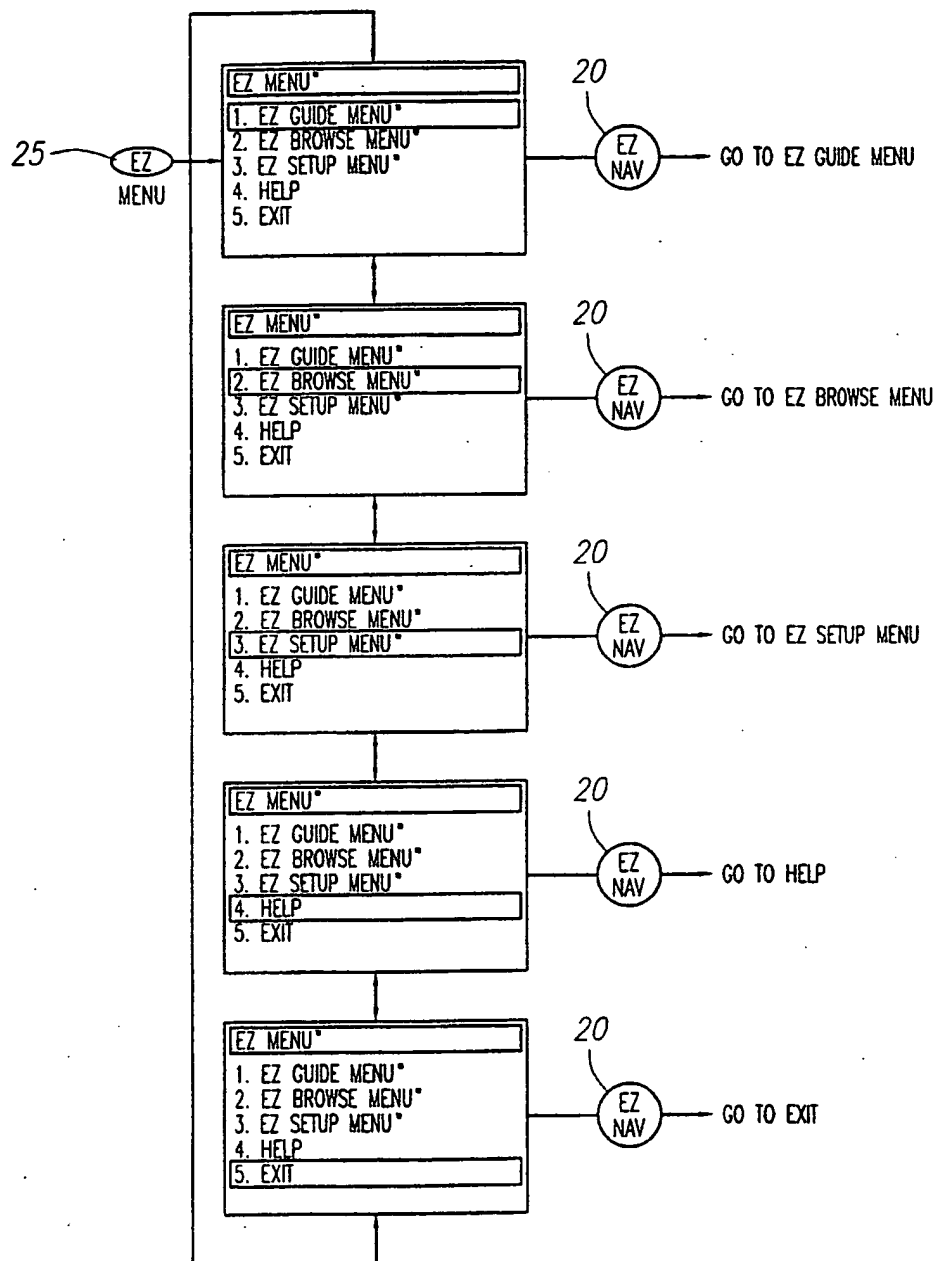 EZ MENU"
1. EZ GUIDE MENU"
2. EZ BROWSE MENU"
3. EZ SETUP MENU"
4. HELP
5. EXIT
25
EZ
MENU
20
EZ
NAV
GO TO EZ GUIDE MENU
EZ MENU"
1. EZ GUIDE MENU"
2. EZ BROWSE MENU"
3. EZ SETUP MENU"
4. HELP
5. EXIT
20
EZ
NAV
GO TO EZ BROWSE MENU
EZ MENU"
1. EZ GUIDE MENU"
2. EZ BROWSE MENU"
3. EZ SETUP MENU"
4. HELP
5. EXIT
20
EZ
NAV
GO TO EZ SETUP MENU
EZ MENU"
1. EZ GUIDE MENU"
2. EZ BROWSE MENU"
3. EZ SETUP MENU"
4. HELP
5. EXIT
20
EZ
NAV
GO TO HELP
EZ MENU"
1. EZ GUIDE MENU"
2. EZ BROWSE MENU"
3. EZ SETUP MENU"
4. HELP
5. EXIT
20
EZ
NAV
GO TO EXIT